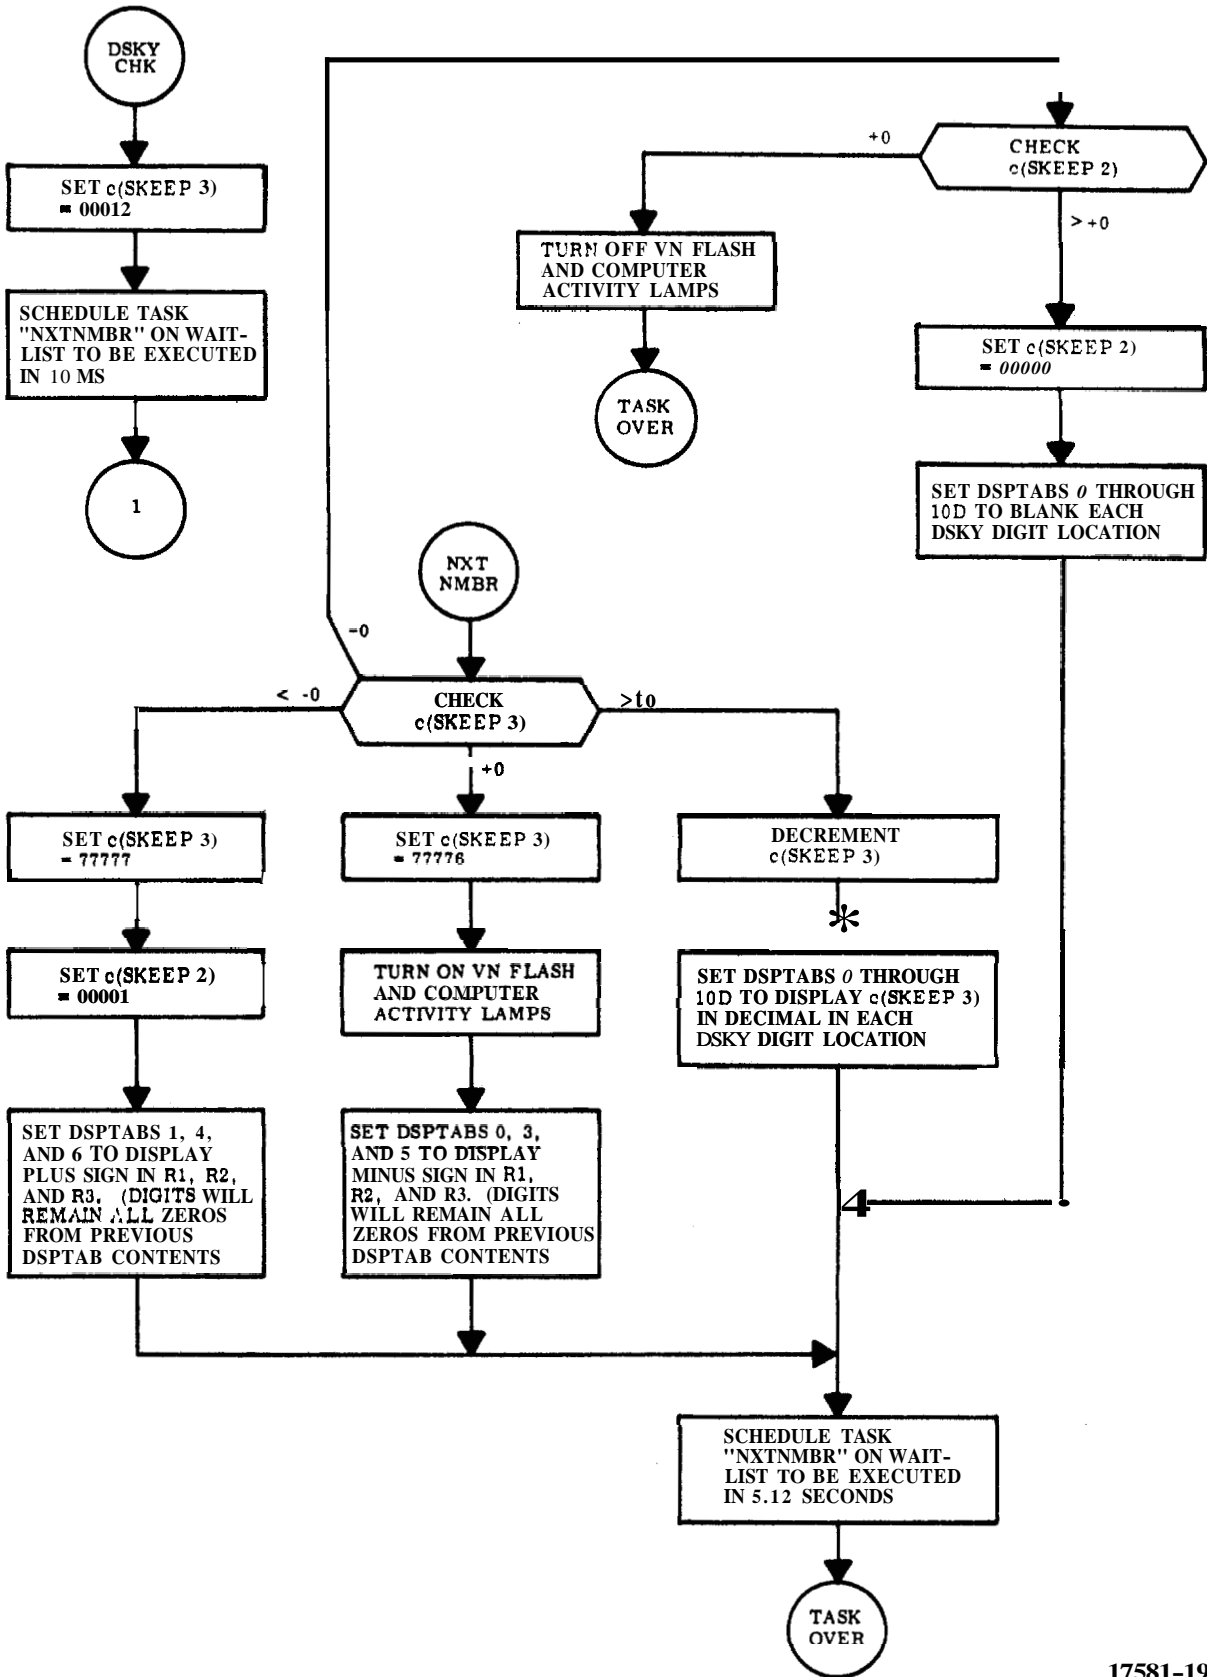 DSKY
CHK
SET c(SKEEP 3)
= 00012
SCHEDULE TASK
"NXTNMBR" ON WAIT-
LIST TO BE EXECUTED
IN 10 MS
1
+0
CHECK
c(SKEEP 2)
>+0
TURN OFF VN FLASH
AND COMPUTER
ACTIVITY LAMPS
TASK
OVER
SET c(SKEEP 2)
= 00000
SET DSPTABS 0 THROUGH
10D TO BLANK EACH
DSKY DIGIT LOCATION
NXT
NMBR
-0
< -0
CHECK
c(SKEEP 3)
>to
+0
SET c(SKEEP 3)
= 77777
SET c(SKEEP 2)
= 00001
SET DSPTABS 1, 4,
AND 6 TO DISPLAY
PLUS SIGN IN R1, R2,
AND R3. (DIGITS WILL
REMAIN ALL ZEROS
FROM PREVIOUS
DSPTAB CONTENTS
SET c(SKEEP 3)
= 77776
TURN ON VN FLASH
AND COMPUTER
ACTIVITY LAMPS
SET DSPTABS 0, 3,
AND 5 TO DISPLAY
MINUS SIGN IN R1,
R2, AND R3. (DIGITS
WILL REMAIN ALL
ZEROS FROM PREVIOUS
DSPTAB CONTENTS
DECREMENT
c(SKEEP 3)
*
SET DSPTABS 0 THROUGH
10D TO DISPLAY c(SKEEP 3)
IN DECIMAL IN EACH
DSKY DIGIT LOCATION
4
SCHEDULE TASK
"NXTNMBR" ON WAIT-
LIST TO BE EXECUTED
IN 5.12 SECONDS
TASK
OVER
17581-19